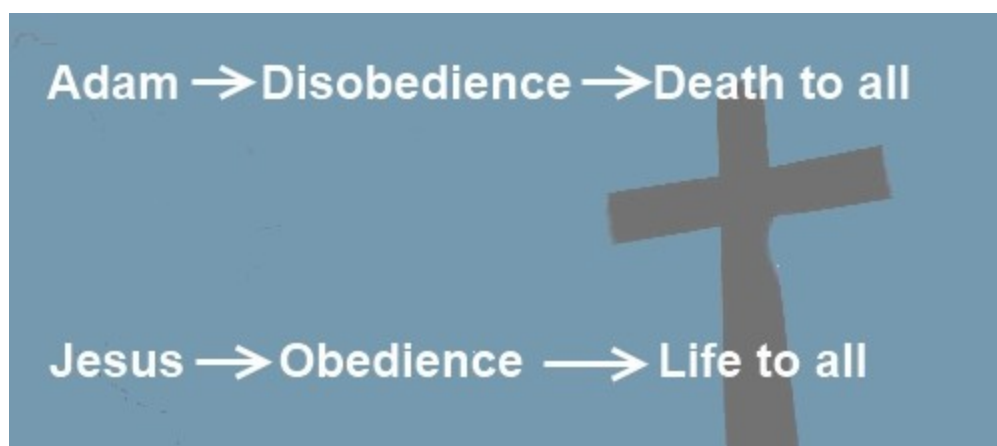 Adam → Disobedience → Death to all
Jesus → Obedience → Life to all